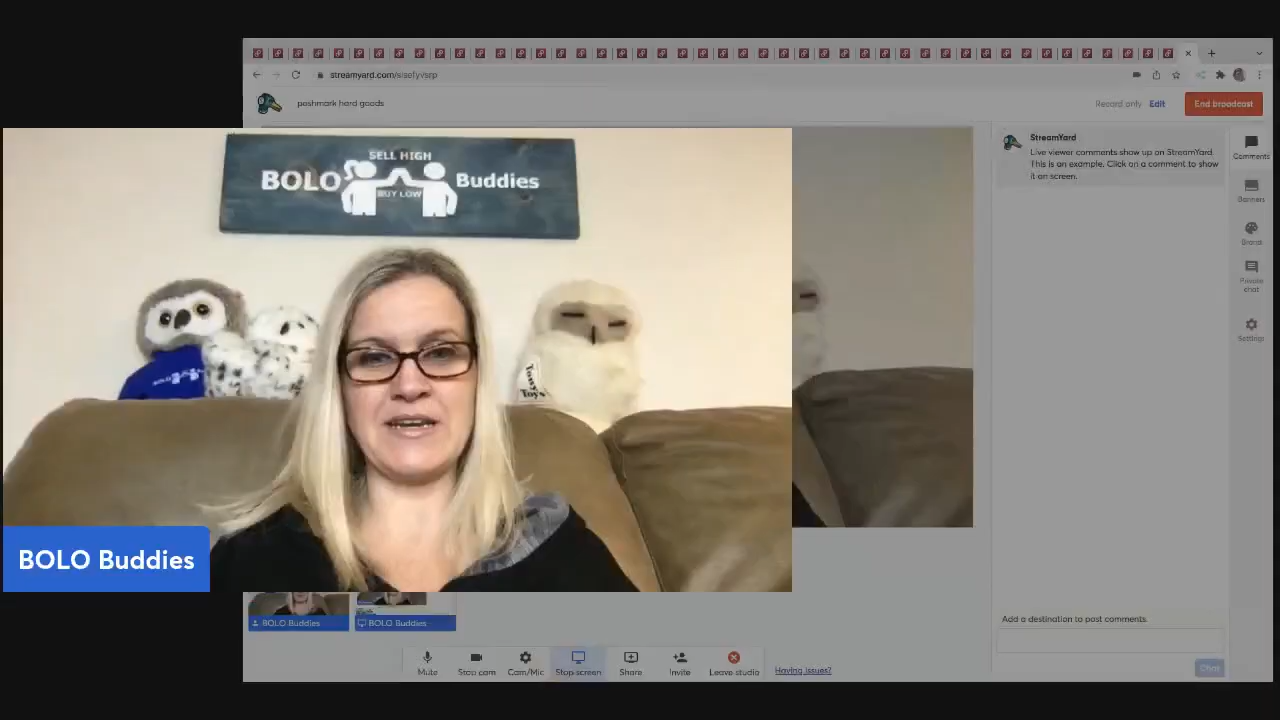 streamyard.com/
poshmark hard goods
Record only
Edit
End broadcast
StreamYard
Live viewer comments show up on StreamYard.
This is an example. Click on a comment to show
it on screen.
Comments
Banners
Brand
Private
chat
Settings
SELL HIGH
BOLO
Buddies
BUY LOW
Tony
Toys
BOLO Buddies
BOLO Buddies
BOLO Buddies
Add a destination to post comments.
Chat
Mute
Stop cam
Cam/Mic
Stop screen
Share
Invite
Leave studio
Having issues?